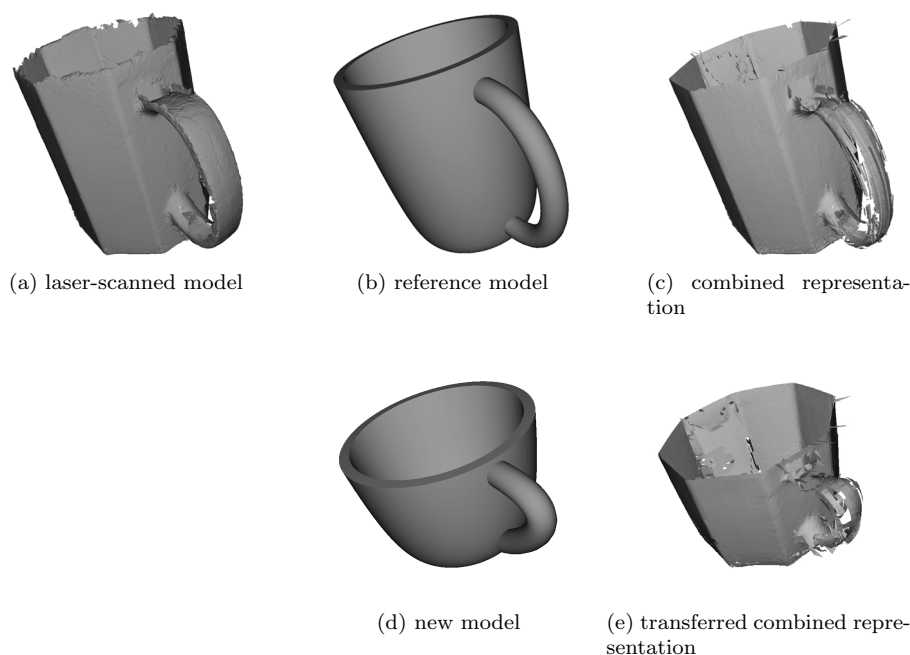 (a) laser-scanned model
(b) reference model
(c) combined representa-
tion
(d) new model
(e) transferred combined repre-
sentation